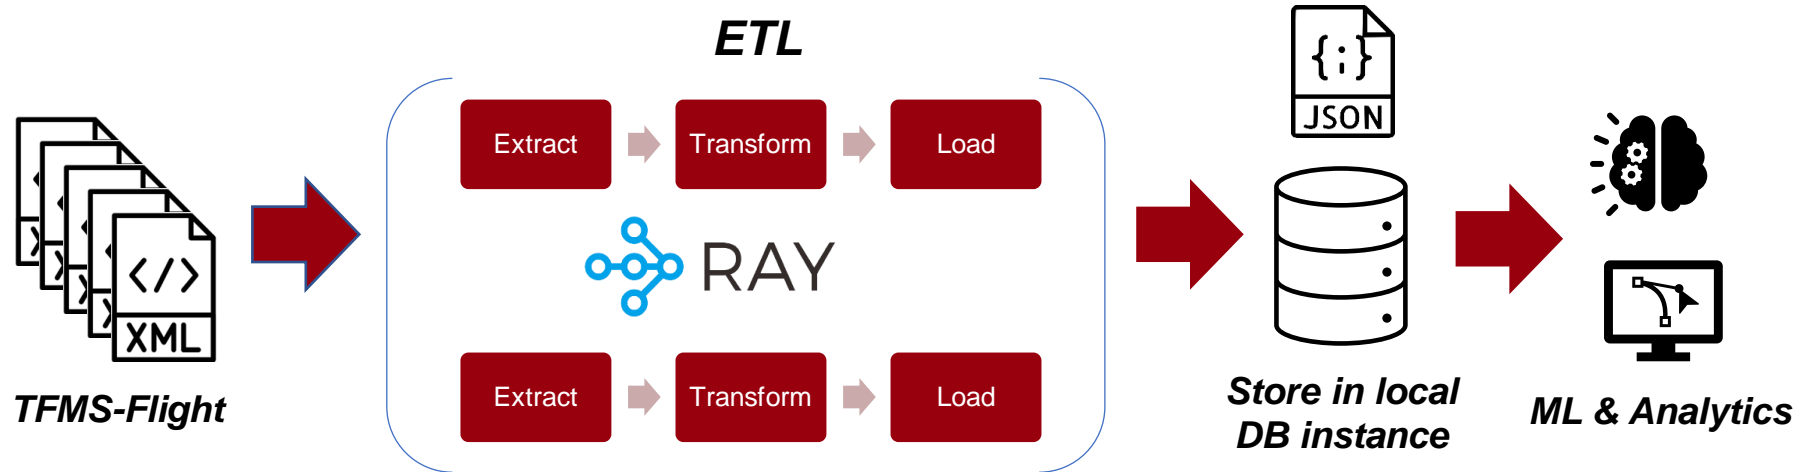 ETL
{;}
JSON
Extract
Transform
Load
</>
XML
RAY
Extract
Transform
Load
TFMS-Flight
Store in local
DB instance
ML & Analytics